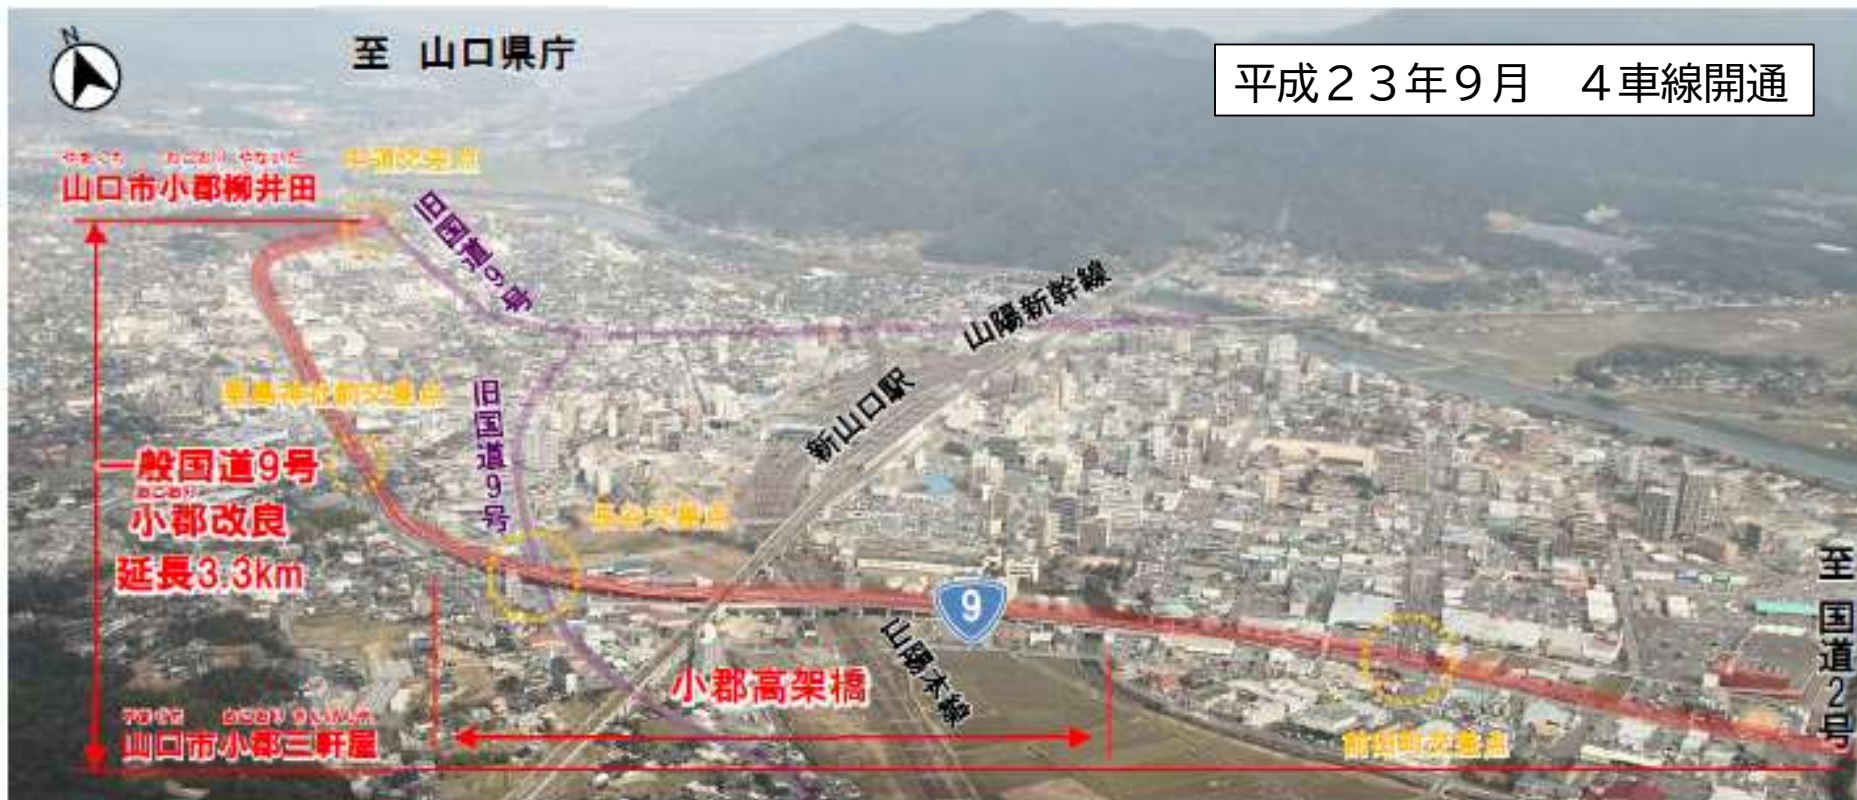 N
至 山口県庁
平成23年9月 4車線開通
山口市小郡柳井田
旧国道9号
山陽新幹線
新山口駅
旧国道9号
一般国道9号
おごおり
小郡改良
延長3.3km
9
至 国道2号
山陽本線
小郡高架橋
山口市小郡三軒屋